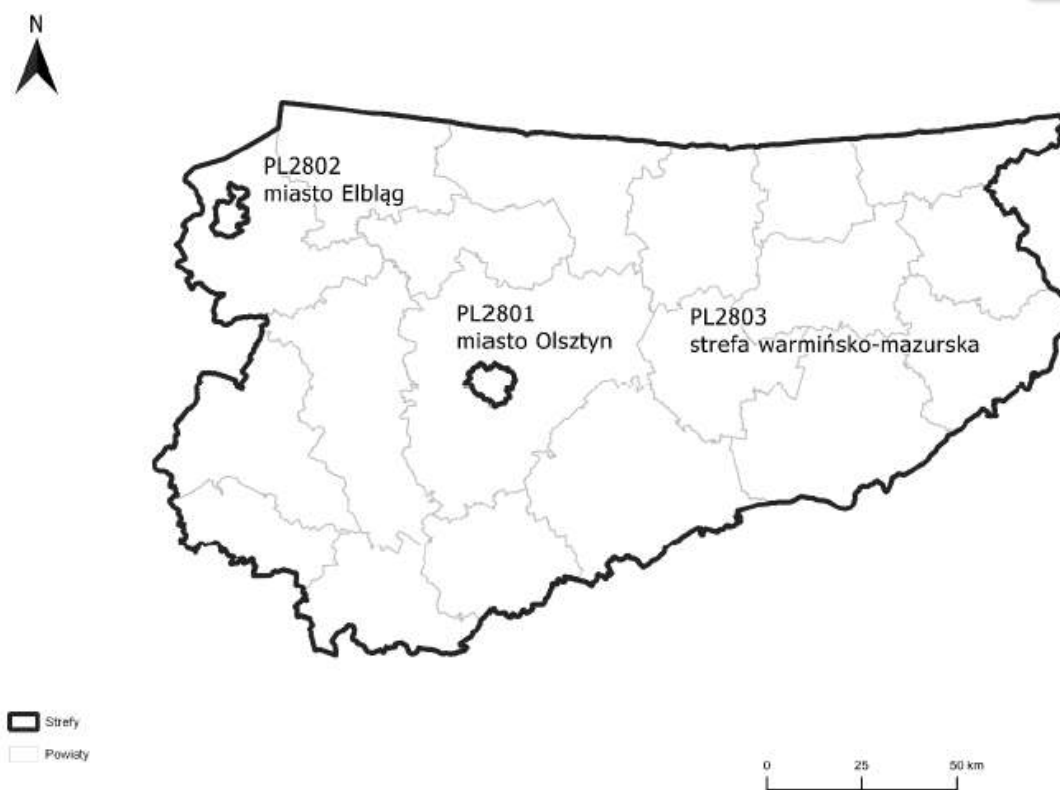 N
PL2802
miasto Elbląg
PL2801
miasto Olsztyn
PL2803
strefa warmińsko-mazurska
Strefy
Powiaty
0 25 50 km